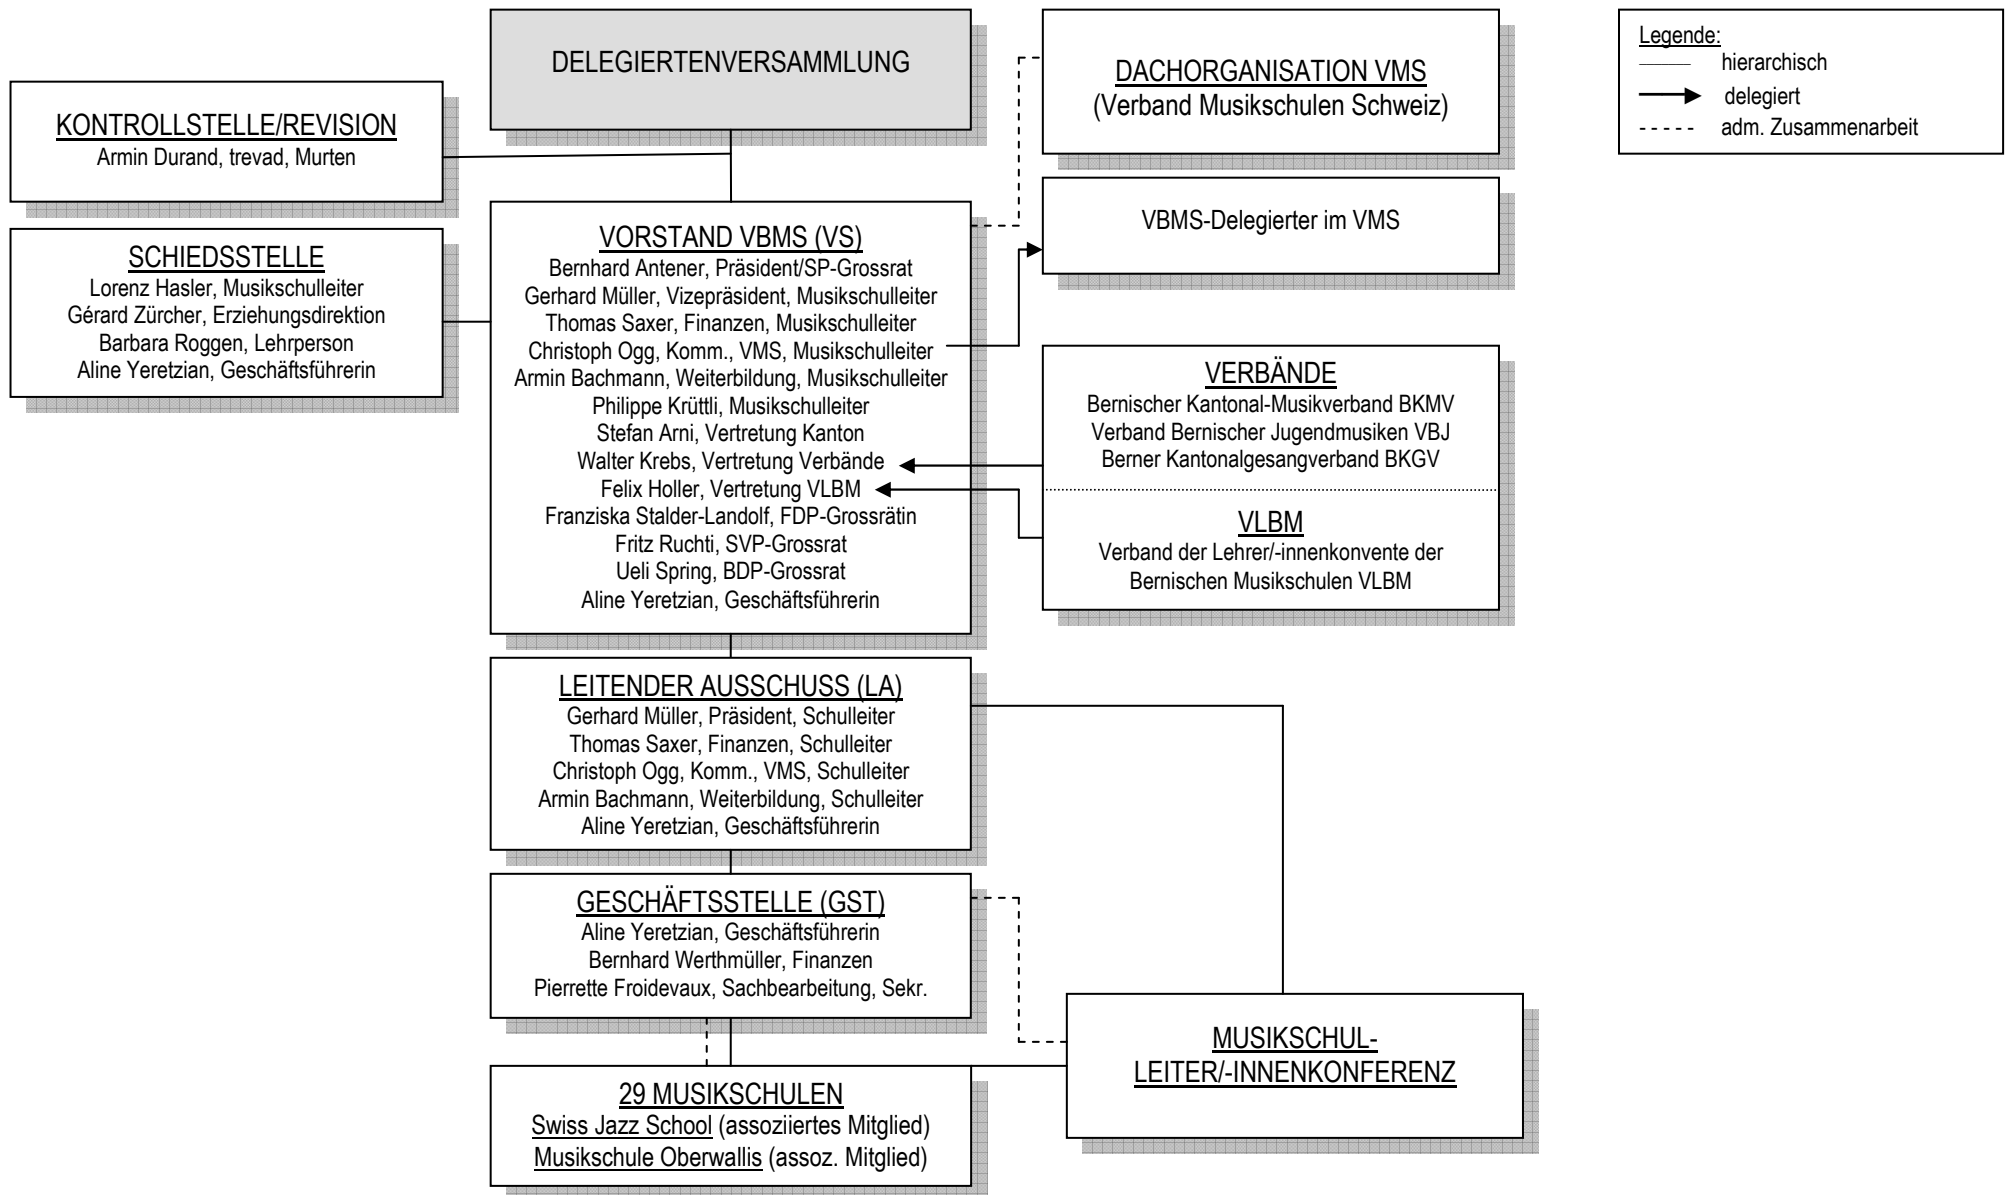 DELEGIERTENVERSAMMLUNG
DACHORGANISATION VMS
(Verband Musikschulen Schweiz)
Legende:
hierarchisch
delegiert
adm. Zusammenarbeit
KONTROLLSTELLE/REVISION
Armin Durand, trevad, Murten
VBMS-Delegierter im VMS
SCHIEDSSTELLE
Lorenz Hasler, Musikschulleiter
Gérard Zürcher, Erziehungsdirektion
Barbara Roggen, Lehrperson
Aline Yeretzian, Geschäftsführerin
VORSTAND VBMS (VS)
Bernhard Antener, Präsident/SP-Grossrat
Gerhard Müller, Vizepräsident, Musikschulleiter
Thomas Saxer, Finanzen, Musikschulleiter
Christoph Ogg, Komm., VMS, Musikschulleiter
Armin Bachmann, Weiterbildung, Musikschulleiter
Philippe Krüttli, Musikschulleiter
Stefan Arni, Vertretung Kanton
Walter Krebs, Vertretung Verbände
Felix Holler, Vertretung VLBM
Franziska Stalder-Landolf, FDP-Grossrätin
Fritz Ruchti, SVP-Grossrat
Ueli Spring, BDP-Grossrat
Aline Yeretzian, Geschäftsführerin
VERBÄNDE
Bernischer Kantonal-Musikverband BKMV
Verband Bernischer Jugendmusiken VBJ
Berner Kantonalgesangverband BKGV
VLBM
Verband der Lehrer/-innenkonvente der
Bernischen Musikschulen VLBM
LEITENDER AUSSCHUSS (LA)
Gerhard Müller, Präsident, Schulleiter
Thomas Saxer, Finanzen, Schulleiter
Christoph Ogg, Komm., VMS, Schulleiter
Armin Bachmann, Weiterbildung, Schulleiter
Aline Yeretzian, Geschäftsführerin
GESCHÄFTSSTELLE (GST)
Aline Yeretzian, Geschäftsführerin
Bernhard Werthmüller, Finanzen
Pierrette Froidevaux, Sachbearbeitung, Sekr.
MUSIKSCHUL-
LEITER/-INNENKONFERENZ
29 MUSIKSCHULEN
Swiss Jazz School (assoziiertes Mitglied)
Musikschule Oberwallis (assoz. Mitglied)